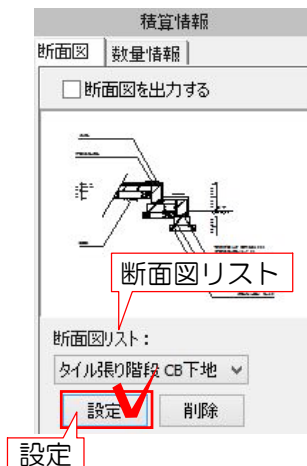 積算情報
断面図 数量情報
断面図を出力する
断面図リスト
断面図リスト：
タイル張り階段 CB下地
設定 削除
設定